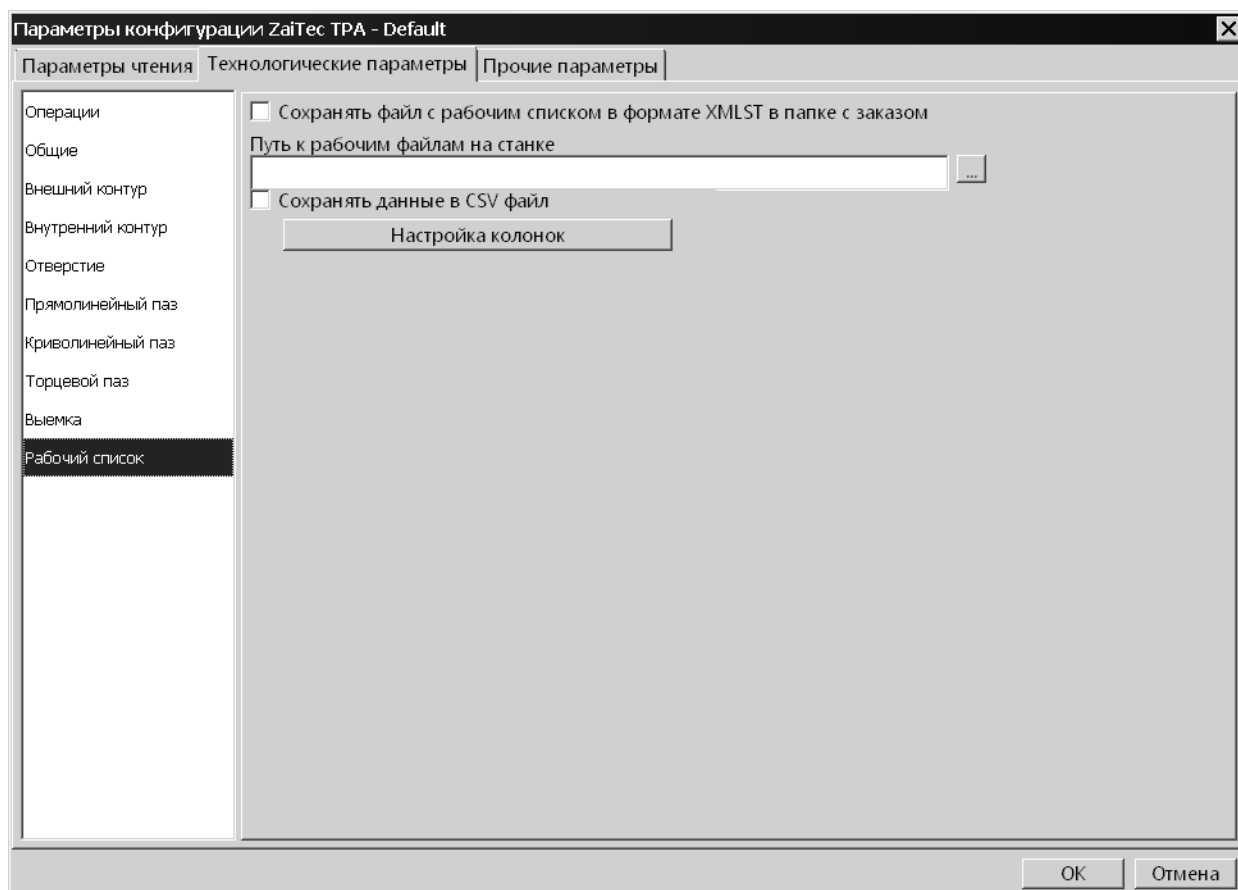 Параметры конфигурации ZaiTec TPA - Default
Параметры чтения Технологические параметры Прочие параметры
Операции
Общие
Внешний контур
Внутренний контур
Отверстие
Прямолинейный паз
Криволинейный паз
Торцевой паз
Выемка
Рабочий список
Сохранять файл с рабочим списком в формате XMLST в папке с заказом
Путь к рабочим файлам на станке
...
Сохранять данные в CSV файл
Настройка колонок
OK Отмена